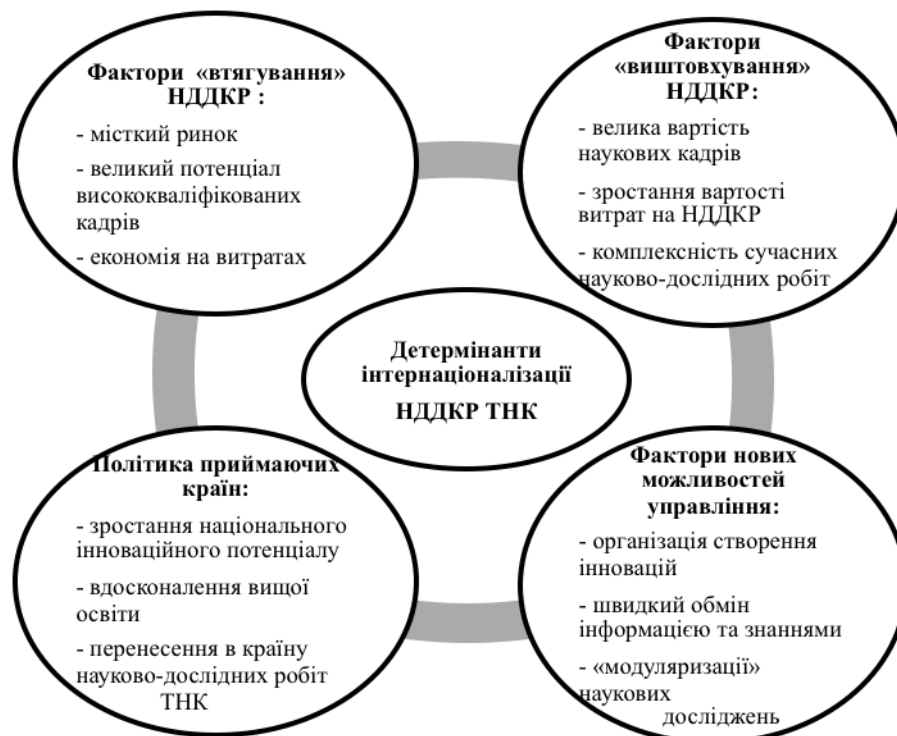 Фактори «втягування»
НДДКР :
- місткий ринок
- великий потенціал
висококваліфікованих
кадрів
- економія на витратах
Фактори
«виштовхування»
НДДКР:
- велика вартість
наукових кадрів
- зростання вартості
витрат на НДДКР
- комплексність сучасних
науково-дослідних робіт
Детермінанти
інтернаціоналізації
НДДКР ТНК
Політика приймаючих
країн:
- зростання національного
інноваційного потенціалу
- вдосконалення вищої
освіти
- перенесення в країну
науково-дослідних робіт
ТНК
Фактори нових
можливостей
управління:
- організація створення
інновацій
- швидкий обмін
інформацією та знаннями
- «модуляризації»
наукових
досліджень